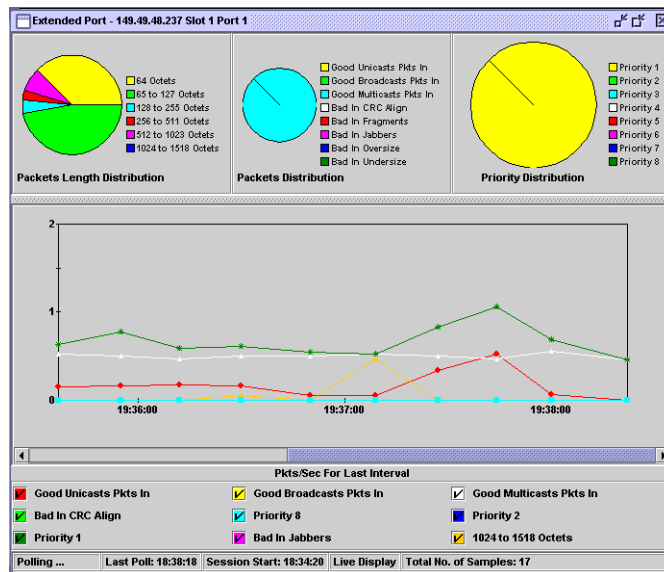 Extended Port - 149.49.48.237 Slot 1 Port 1
64 Octets
65 to 127 Octets
128 to 255 Octets
256 to 511 Octets
512 to 1023 Octets
1024 to 1518 Octets
Packets Length Distribution
Good Unicasts Pkts In
Good Broadcasts Pkts In
Good Multicasts Pkts In
Bad In CRC Align
Bad In Fragments
Bad In Jabbers
Bad In Oversize
Bad In Undersize
Packets Distribution
Priority 1
Priority 2
Priority 3
Priority 4
Priority 5
Priority 6
Priority 7
Priority 8
Priority Distribution
2
1
0
19:36:00 19:37:00 19:38:00
Pkts/Sec For Last Interval
Good Unicasts Pkts In Good Broadcasts Pkts In Good Multicasts Pkts In
Bad In CRC Align Priority 8 Priority 2
Priority 1 Bad In Jabbers 1024 to 1518 Octets
Polling ... Last Poll: 18:38:18 Session Start: 18:34:20 Live Display Total No. of Samples: 17